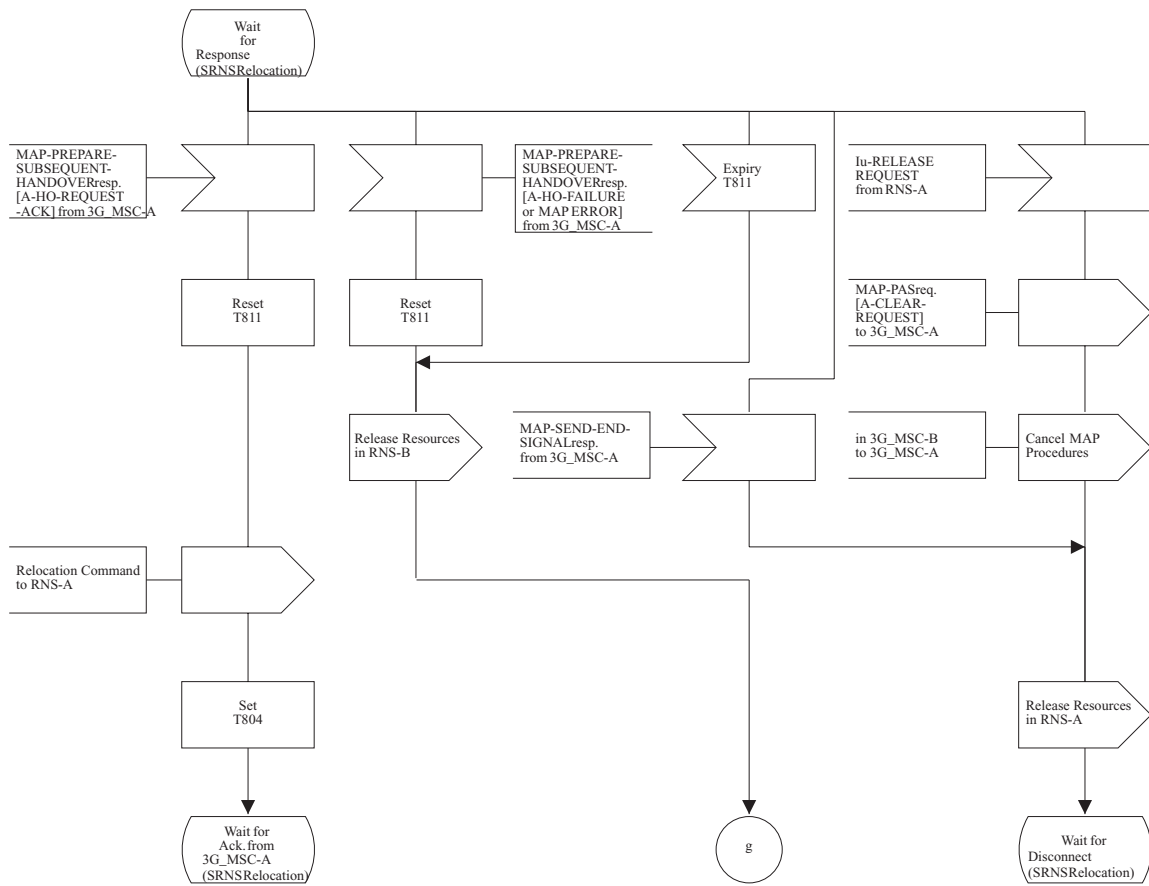 Wait
for
Response
(SRNSRelocation)
MAP-PREPARE-
SUBSEQUENT-
HANDOVERresp.
[A-HO-REQUEST
-ACK] from 3G_MSC-A
MAP-PREPARE-
SUBSEQUENT-
HANDOVERresp.
[A-HO-FAILURE
or MAP ERROR]
from 3G_MSC-A
Expiry
T811
Iu-RELEASE
REQUEST
from RNS-A
Reset
T811
Reset
T811
MAP-PASreq.
[A-CLEAR-
REQUEST]
to 3G_MSC-A
Release Resources
in RNS-B
MAP-SEND-END-
SIGNALresp.
from 3G_MSC-A
in 3G_MSC-B
to 3G_MSC-A
Cancel MAP
Procedures
Relocation Command
to RNS-A
Set
T804
Release Resources
in RNS-A
Wait for
Ack. from
3G_MSC-A
(SRNSRelocation)
g
Wait for
Disconnect
(SRNSRelocation)